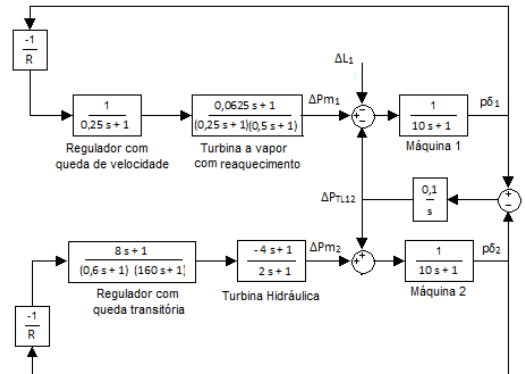 -1
R
ΔL₁
1
0,25 s + 1
0,0625 s + 1
(0,25 s + 1)(0,5 s + 1)
ΔPm₁
1
10 s + 1
pδ₁
Regulador com
queda de velocidade
Turbina a vapor
com reaquecimento
Máquina 1
ΔP_TL12
0,1
s
8 s + 1
(0,6 s + 1) (160 s + 1)
-4 s + 1
2 s + 1
ΔPm₂
1
10 s + 1
pδ₂
Regulador com
queda transitória
Turbina Hidráulica
Máquina 2
-1
R